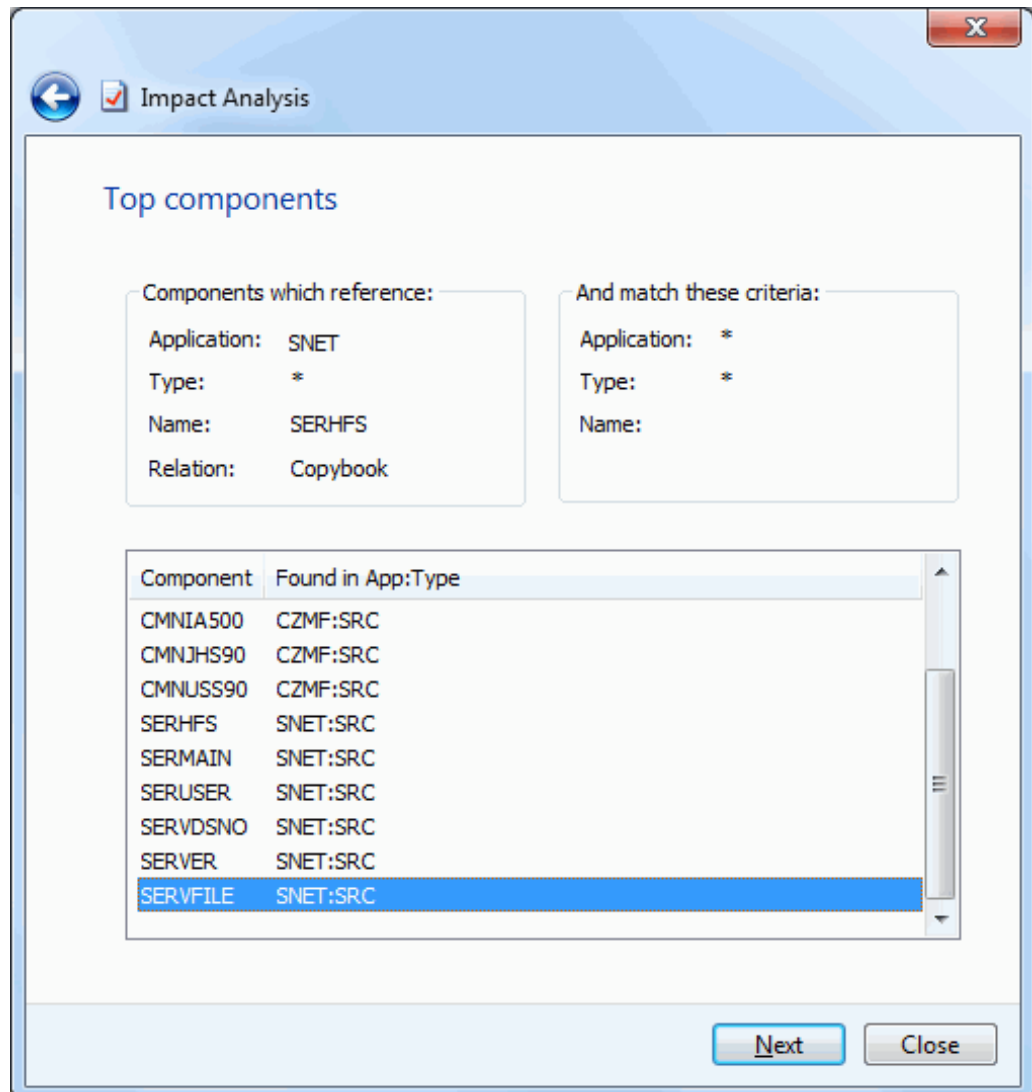 Impact Analysis
Top components
Components which reference:
Application: SNET
Type: *
Name: SERHFS
Relation: Copybook
And match these criteria:
Application: *
Type: *
Name:
Component Found in App:Type
CMNIA500 CZMF:SRC
CMNJHS90 CZMF:SRC
CMNUSS90 CZMF:SRC
SERHFS SNET:SRC
SERMAIN SNET:SRC
SERUSER SNET:SRC
SERVDSNO SNET:SRC
SERVER SNET:SRC
SERVFILE SNET:SRC
Next Close